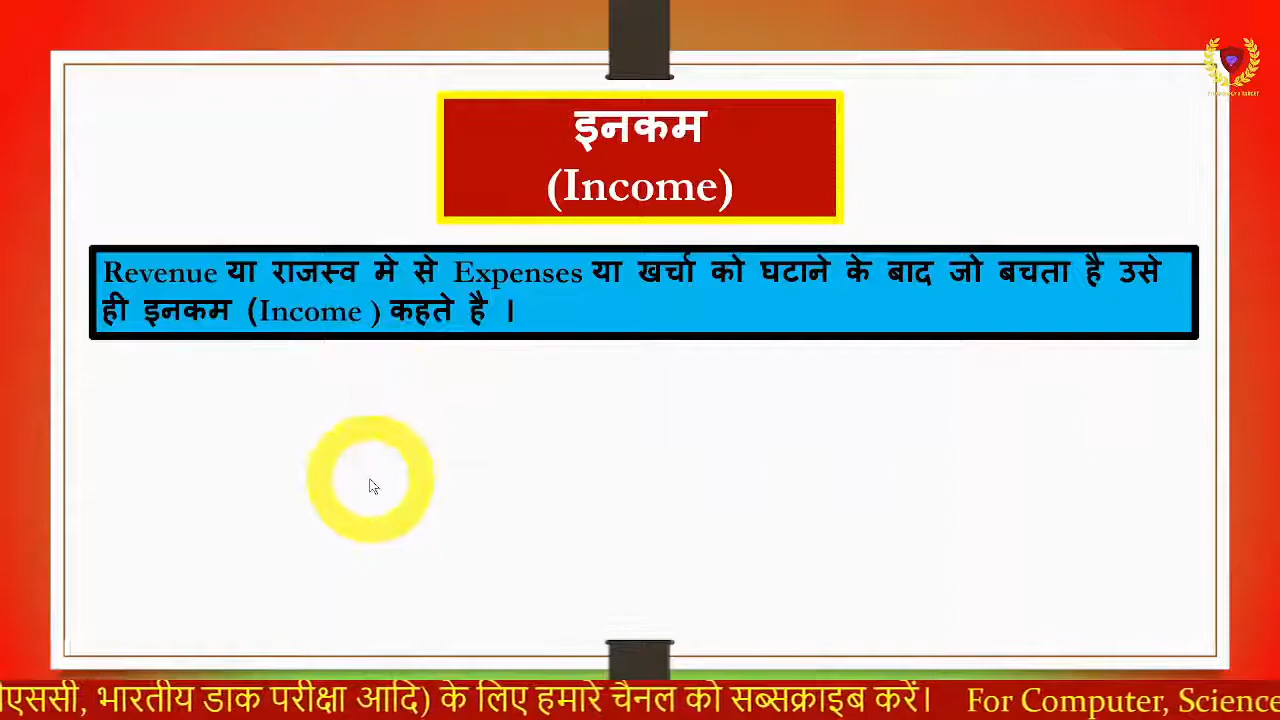 इनकम
(Income)
Revenue या राजस्व मे से Expenses या खर्चा को घटाने के बाद जो बचता है उसे
ही इनकम (Income ) कहते है ।
ीएससी, भारतीय डाक परीक्षा आदि) के लिए हमारे चैनल को सब्सक्राइब करें। For Computer, Science